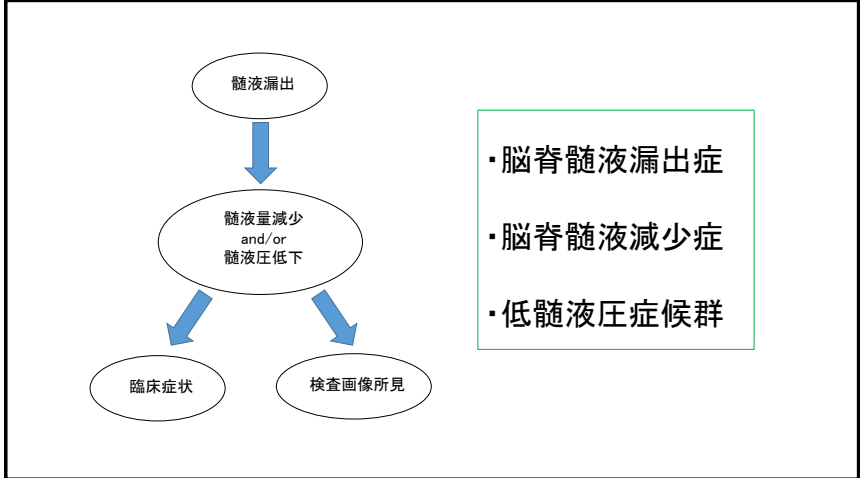 髄液漏出
髄液量減少
and/or
髄液圧低下
臨床症状
検査画像所見
・脳脊髄液漏出症
・脳脊髄液減少症
・低髄液圧症候群